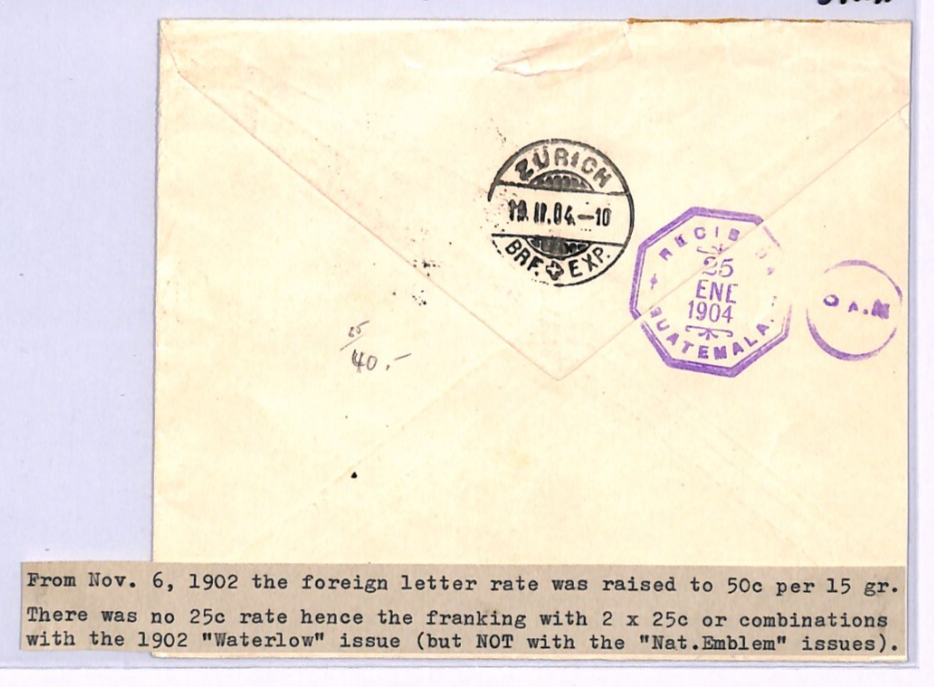 ZÜRICH
19.II.04.-10
BRF. EXP.
25
ENE
1904
GUATEMALA.
25
40.-
From Nov. 6, 1902 the foreign letter rate was raised to 50c per 15 gr.
There was no 25c rate hence the franking with 2 x 25c or combinations
with the 1902 "Waterlow" issue (but NOT with the "Nat.Emblem" issues).